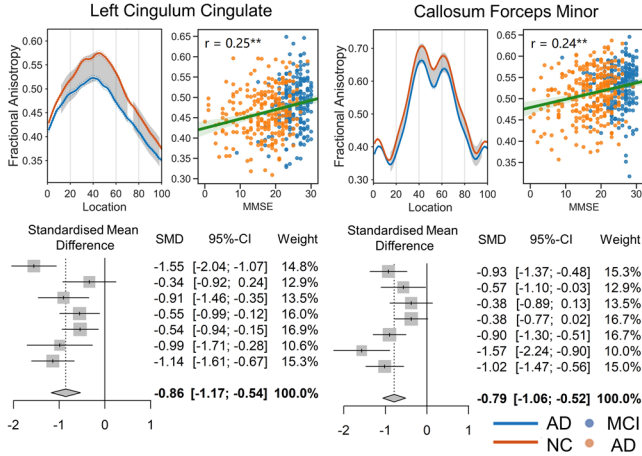 Left Cingulum Cingulate
Callosum Forceps Minor
Fractional Anisotropy
0.60
0.55
0.50
0.45
0.40
0.35
0 20 40 60 80 100
Location
r = 0.25**
0.65
0.60
0.55
0.50
0.45
0.40
0.35
0.30
0 10 20 30
MMSE
Fractional Anisotropy
0.70
0.60
0.50
0.40
0.30
0 20 40 60 80 100
Location
r = 0.24**
0.65
0.60
0.55
0.50
0.45
0.40
0.35
0 10 20 30
MMSE
Standardised Mean
Difference
SMD 95%-CI Weight
-1.55 [-2.04; -1.07] 14.8%
-0.34 [-0.92; 0.24] 12.9%
-0.91 [-1.46; -0.35] 13.5%
-0.55 [-0.99; -0.12] 16.0%
-0.54 [-0.94; -0.15] 16.9%
-0.99 [-1.71; -0.28] 10.6%
-1.14 [-1.61; -0.67] 15.3%
-0.86 [-1.17; -0.54] 100.0%
-2 -1 0 1
Standardised Mean
Difference
SMD 95%-CI Weight
-0.93 [-1.37; -0.48] 15.3%
-0.57 [-1.10; -0.03] 12.9%
-0.38 [-0.89; 0.13] 13.5%
-0.38 [-0.77; 0.02] 16.7%
-0.90 [-1.30; -0.51] 16.7%
-1.57 [-2.24; -0.90] 10.0%
-1.02 [-1.47; -0.56] 15.0%
-0.79 [-1.06; -0.52] 100.0%
-2 -1 0 1
AD MCI
NC AD